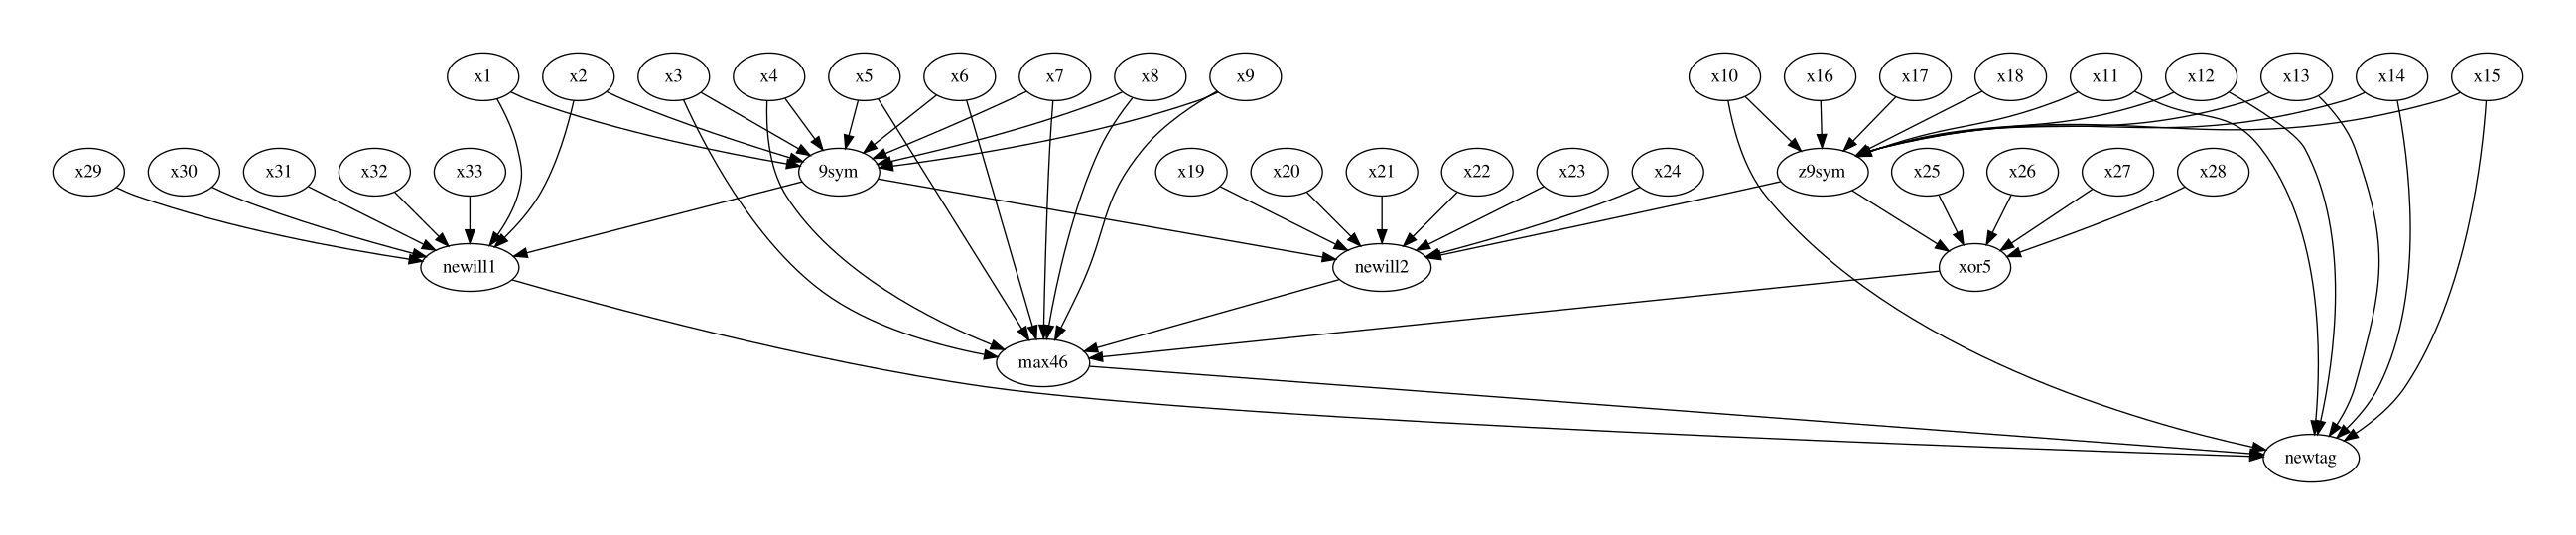 x1 x2 x3 x4 x5 x6 x7 x8 x9 x10 x16 x17 x18 x11 x12 x13 x14 x15
x29 x30 x31 x32 x33 9sym x19 x20 x21 x22 x23 x24 z9sym x25 x26 x27 x28
newill1 newill2 xor5
max46
newtag